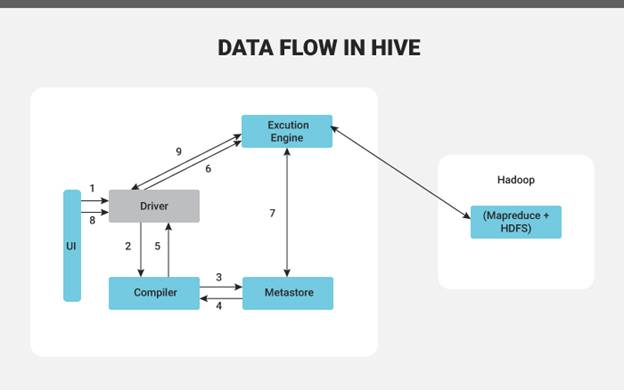 DATA FLOW IN HIVE
Excution
Engine
9
6
Hadoop
1
Driver
(Mapreduce +
HDFS)
8
7
UI
2
5
3
Compiler
Metastore
4